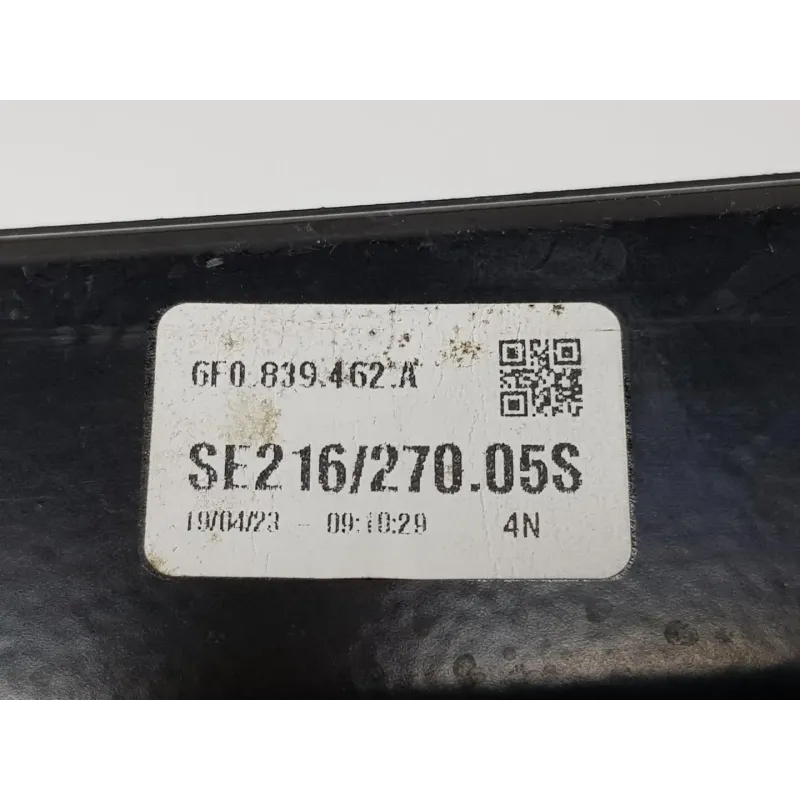 6F0.839.462.A
SE216/270.05S
19/04/23 - 09:10:29 4N